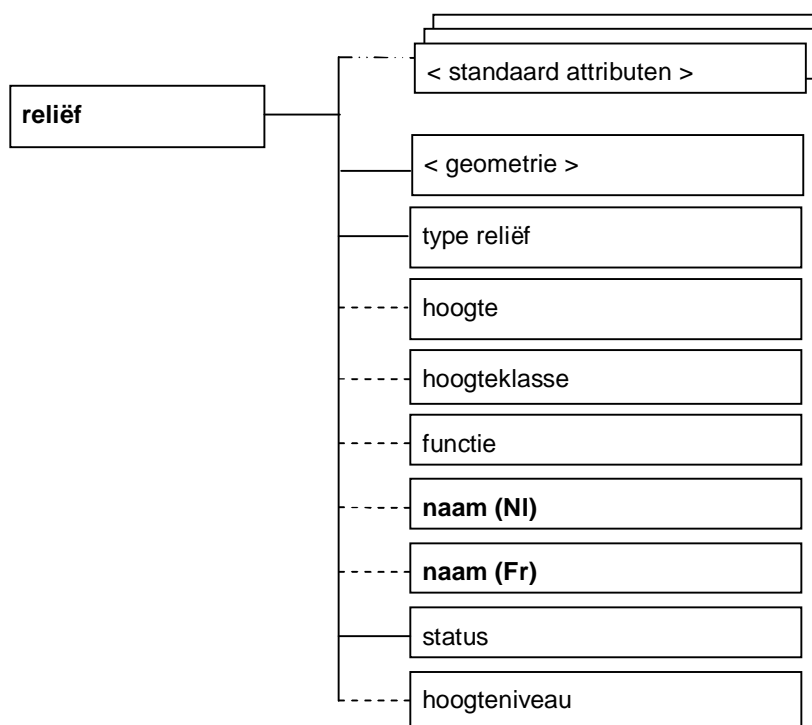 < standaard attributen >
reliëf
< geometrie >
type reliëf
hoogte
hoogteklasse
functie
naam (Nl)
naam (Fr)
status
hoogteniveau